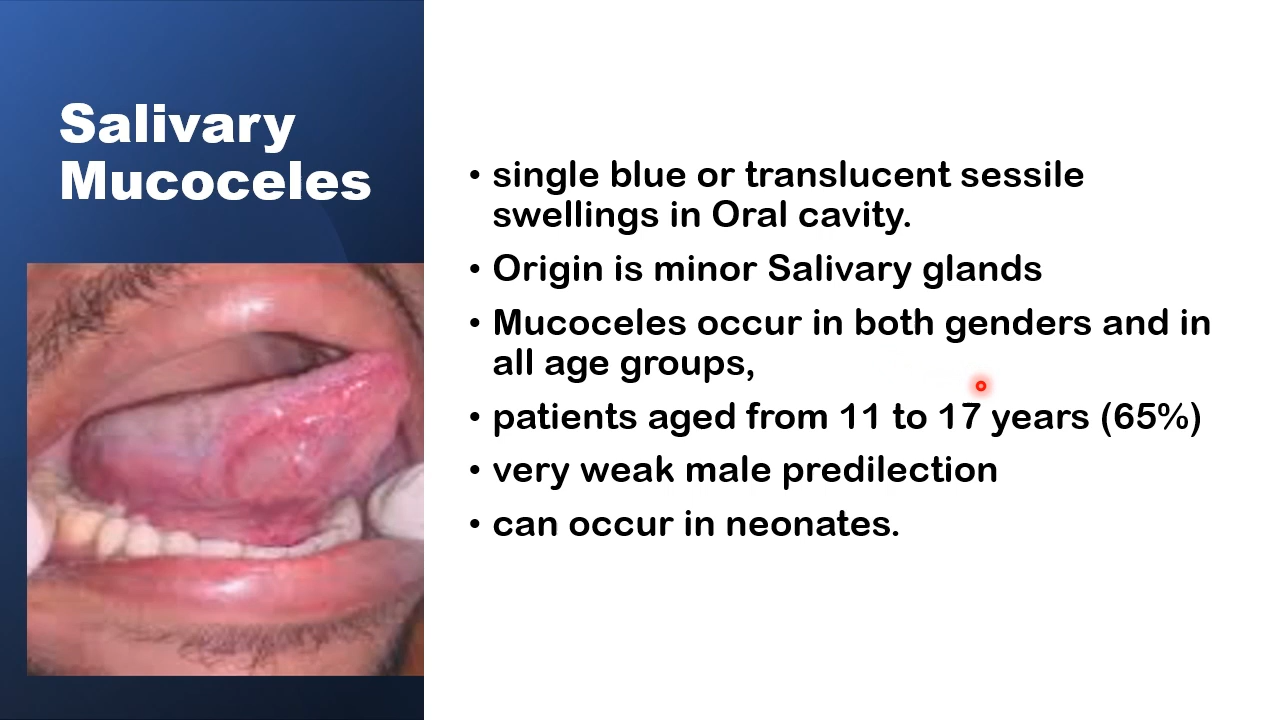 Salivary
Mucoceles
• single blue or translucent sessile
swellings in Oral cavity.
• Origin is minor Salivary glands
• Mucoceles occur in both genders and in
all age groups,
• patients aged from 11 to 17 years (65%)
• very weak male predilection
• can occur in neonates.